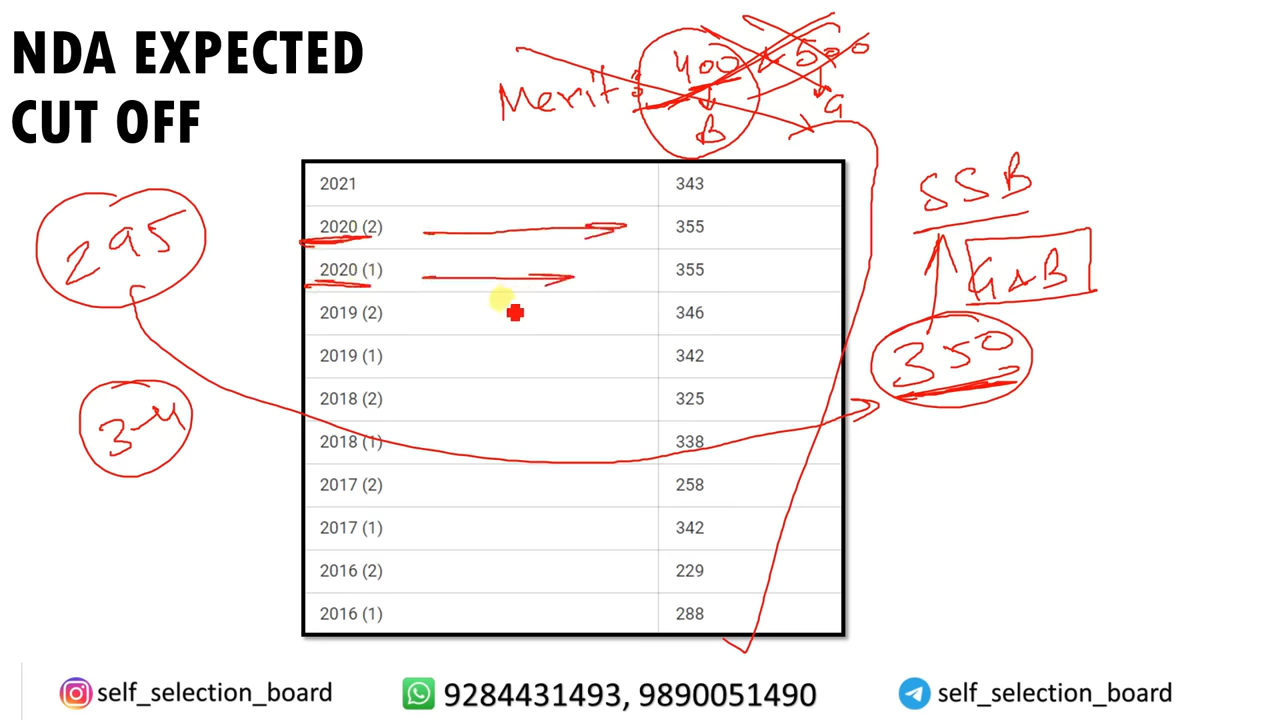 NDA EXPECTED
CUT OFF
Merit: 400 < 500
B G
2021 343
2020 (2) 355
2020 (1) 355
2019 (2) 346
2019 (1) 342
2018 (2) 325
2018 (1) 338
2017 (2) 258
2017 (1) 342
2016 (2) 229
2016 (1) 288
295
3-4
SSB
G
B
350
self_selection_board
9284431493, 9890051490
self_selection_board